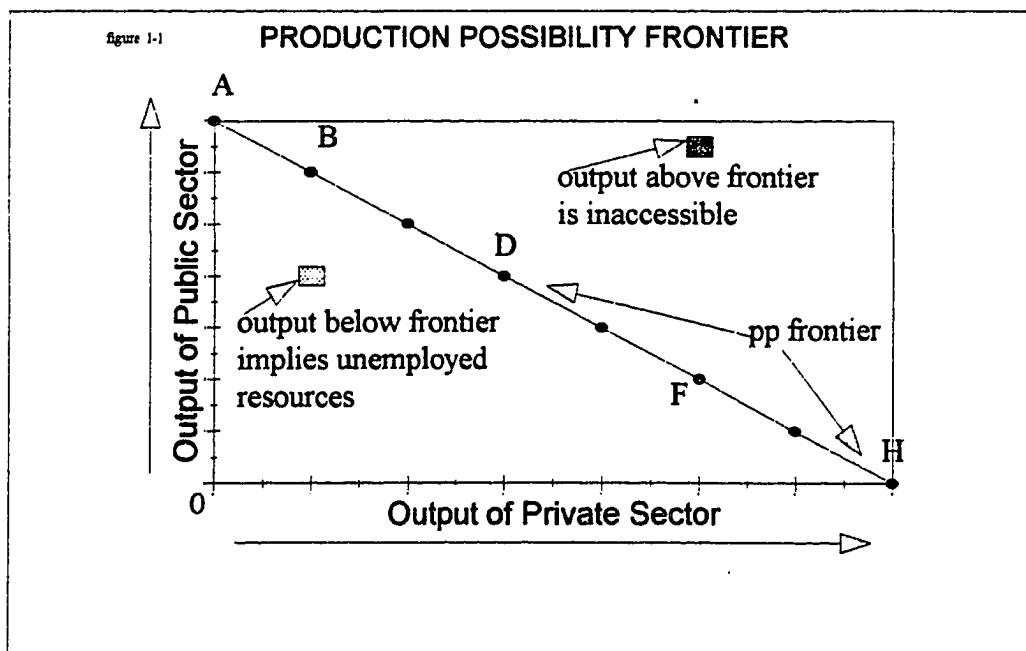 figure 1-1
PRODUCTION POSSIBILITY FRONTIER
A
B
output above frontier
is inaccessible
D
output below frontier
implies unemployed
resources
pp frontier
F
H
0
Output of Public Sector
Output of Private Sector